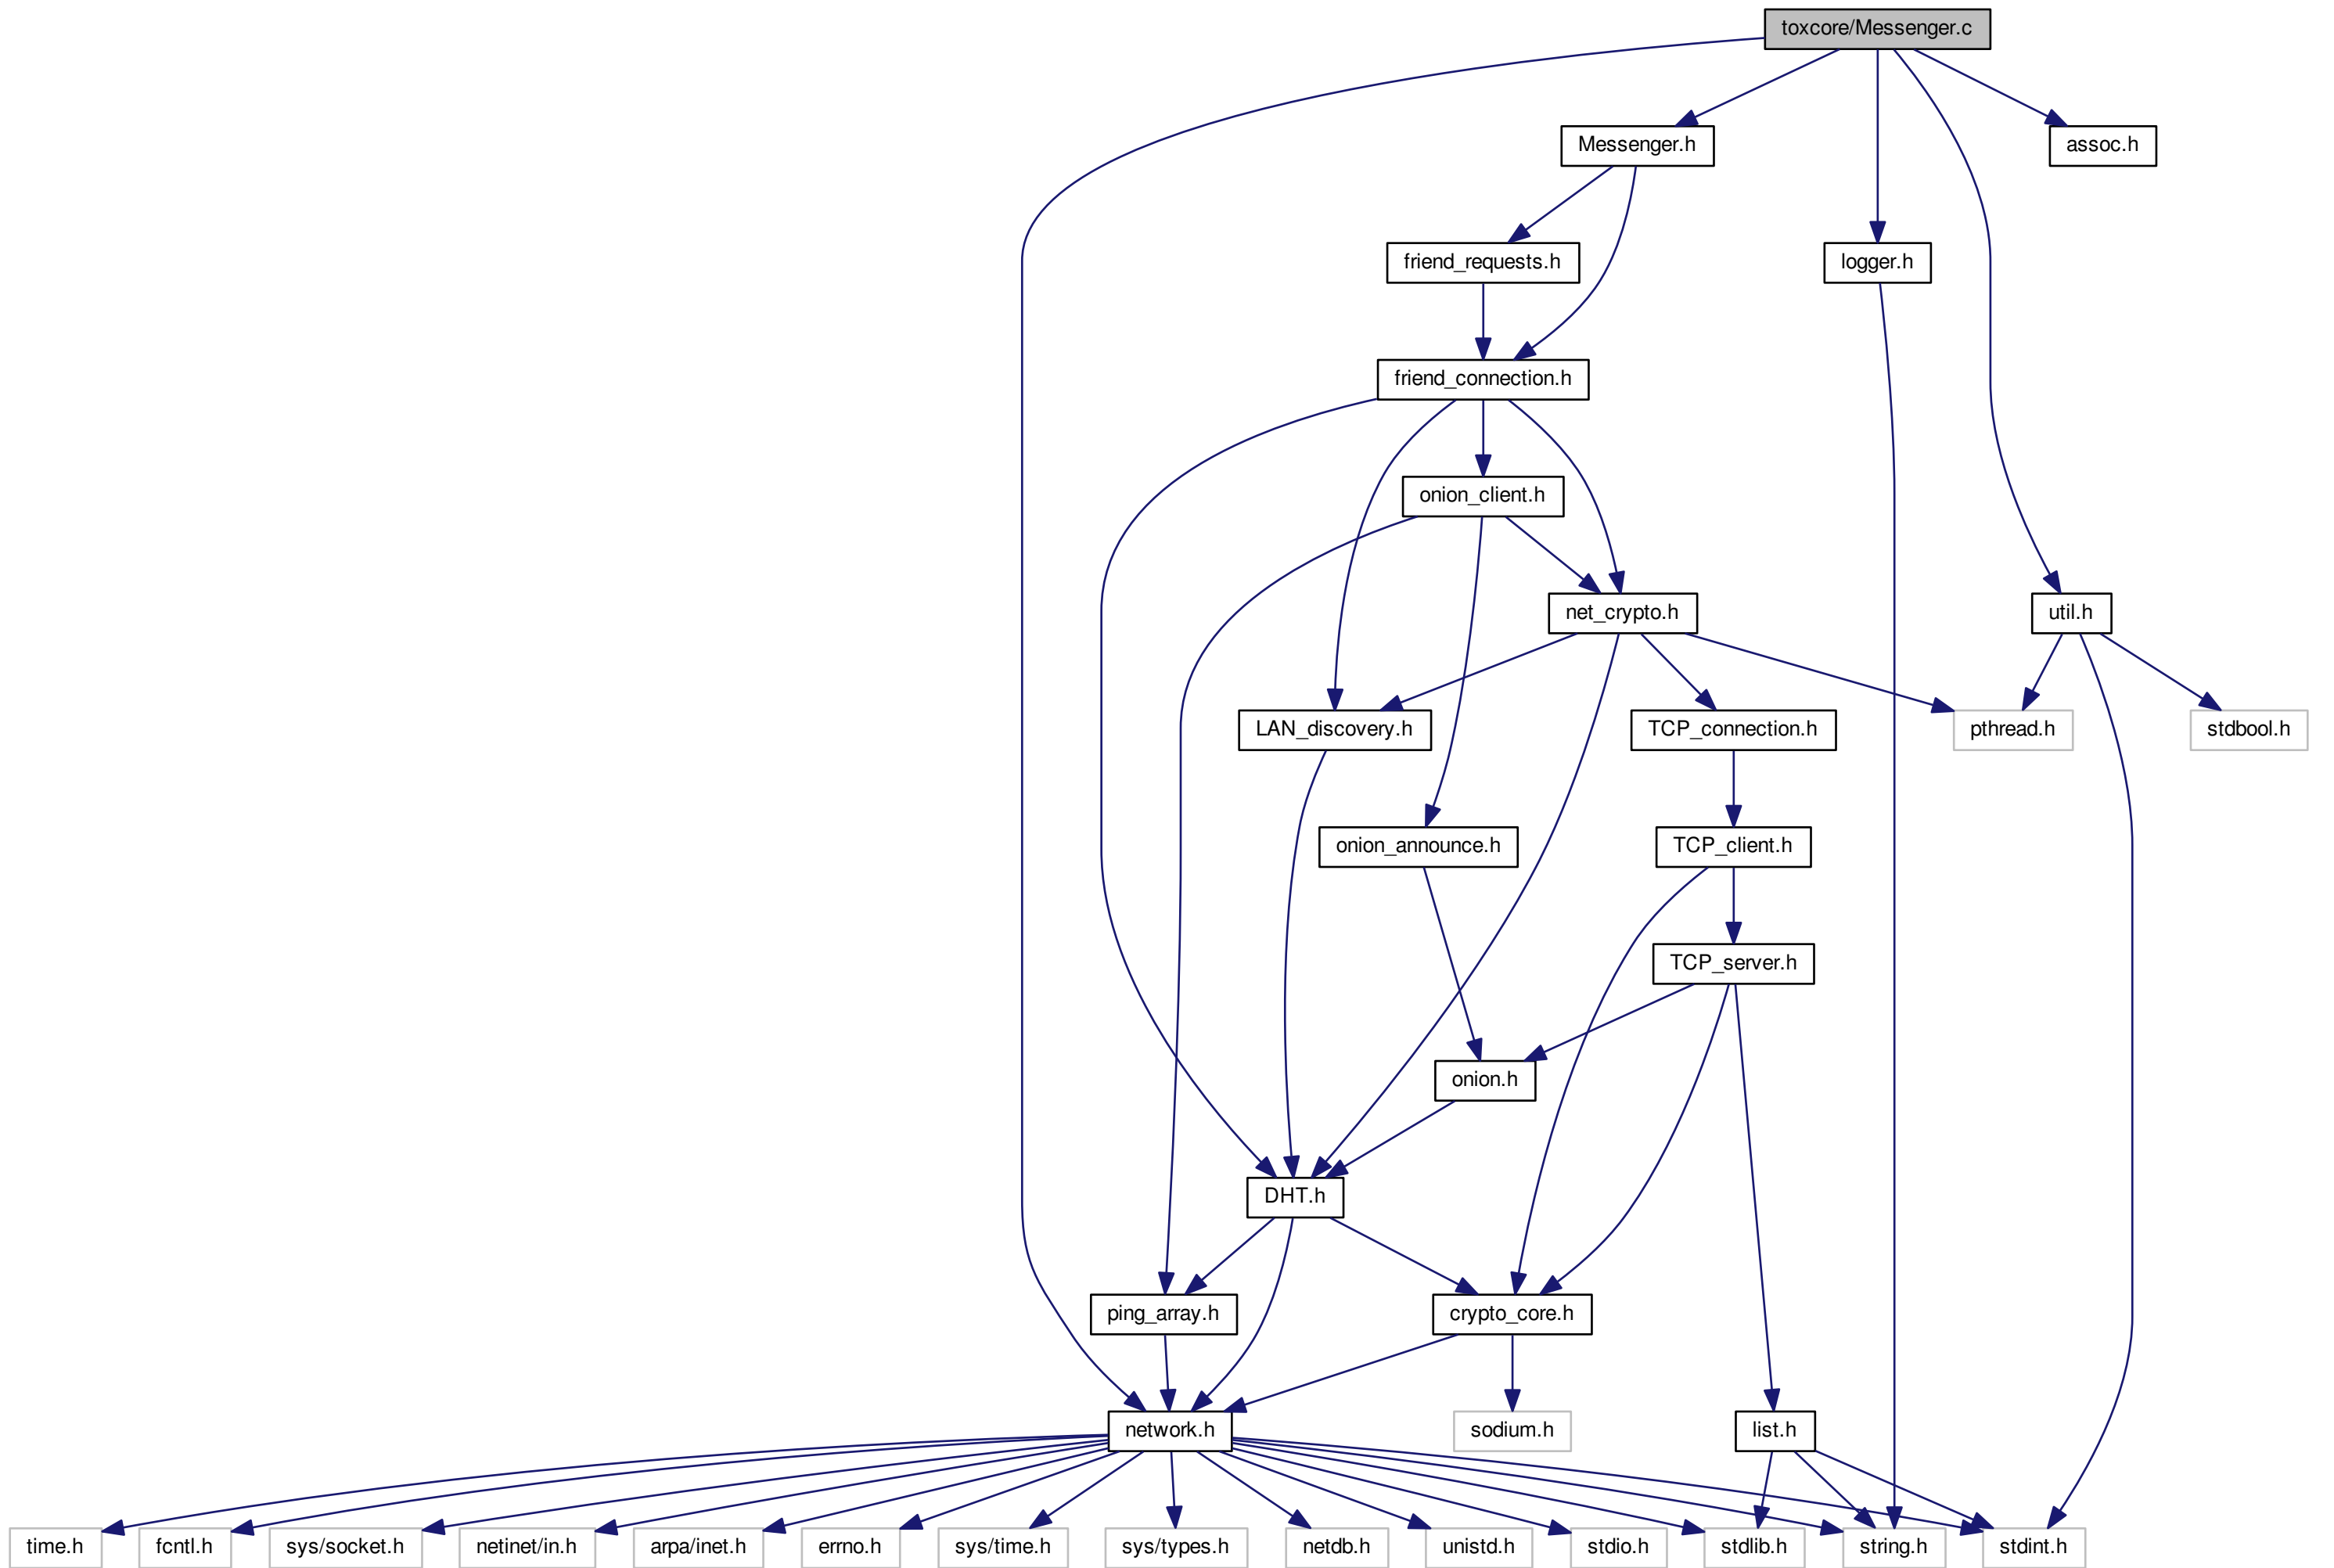 toxcore/Messenger.c
Messenger.h
assoc.h
friend_requests.h
logger.h
friend_connection.h
onion_client.h
net_crypto.h
util.h
LAN_discovery.h
TCP_connection.h
pthread.h
stdbool.h
onion_announce.h
TCP_client.h
TCP_server.h
onion.h
DHT.h
ping_array.h
crypto_core.h
network.h
sodium.h
list.h
time.h
fcntl.h
sys/socket.h
netinet/in.h
arpa/inet.h
errno.h
sys/time.h
sys/types.h
netdb.h
unistd.h
stdio.h
stdlib.h
string.h
stdint.h